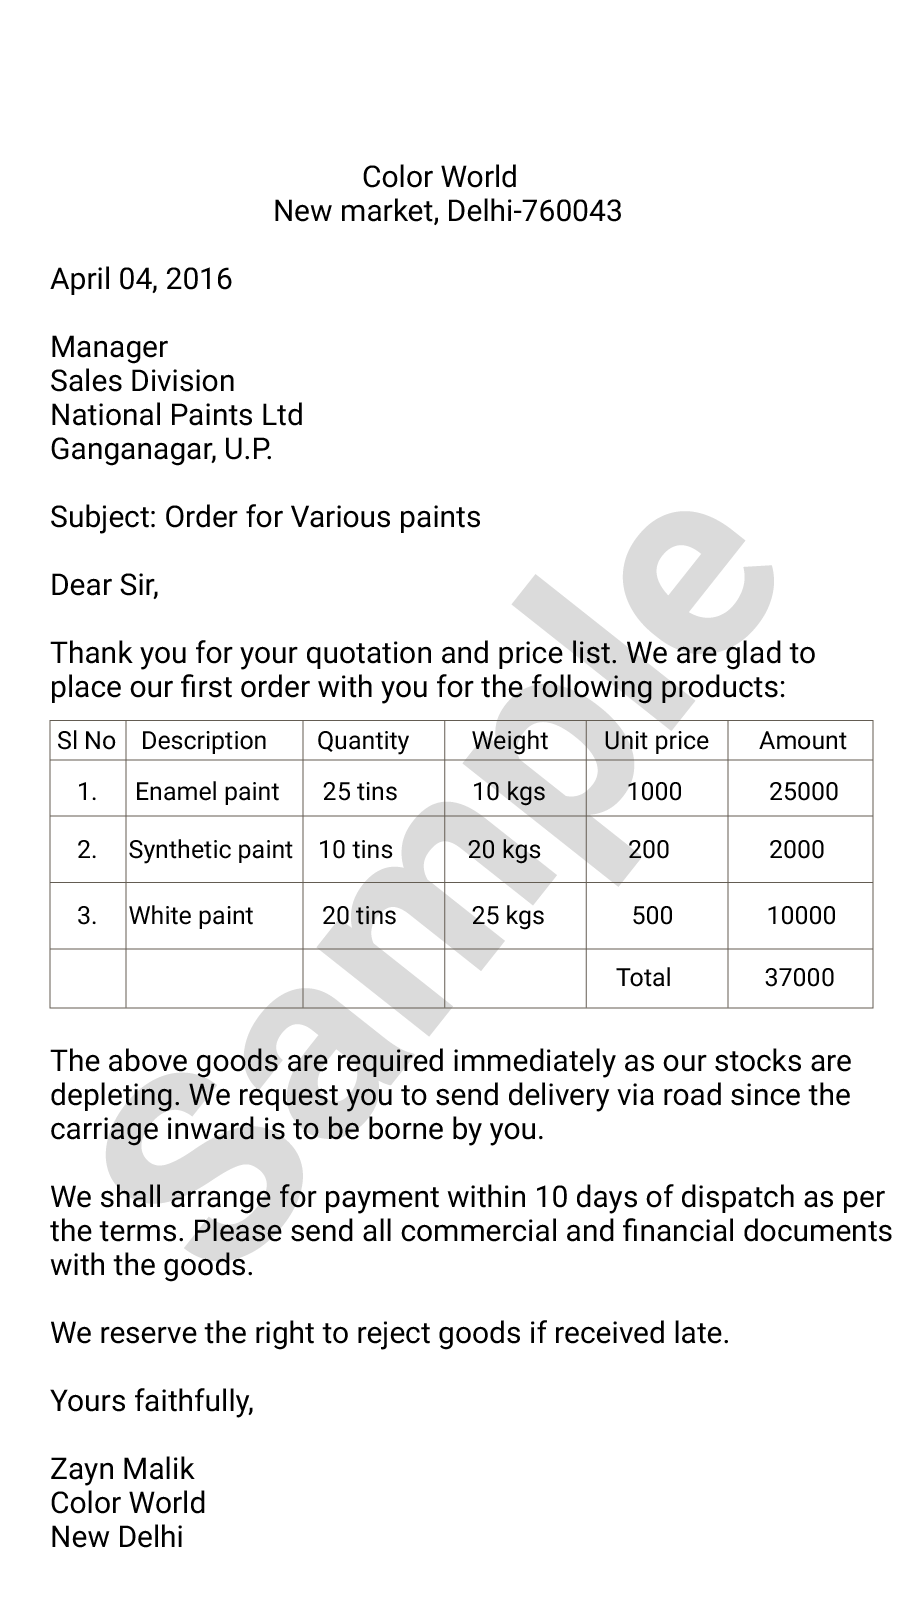 Color World
New market, Delhi-760043
April 04, 2016
Manager
Sales Division
National Paints Ltd
Ganganagar, U.P.
Subject: Order for Various paints
Dear Sir,
Thank you for your quotation and price list. We are glad to
place our first order with you for the following products:
Sl No Description Quantity Weight Unit price Amount
1. Enamel paint 25 tins 10 kgs 1000 25000
2. Synthetic paint 10 tins 20 kgs 200 2000
3. White paint 20 tins 25 kgs 500 10000
Total 37000
The above goods are required immediately as our stocks are
depleting. We request you to send delivery via road since the
carriage inward is to be borne by you.
We shall arrange for payment within 10 days of dispatch as per
the terms. Please send all commercial and financial documents
with the goods.
We reserve the right to reject goods if received late.
Yours faithfully,
Zayn Malik
Color World
New Delhi
Sample